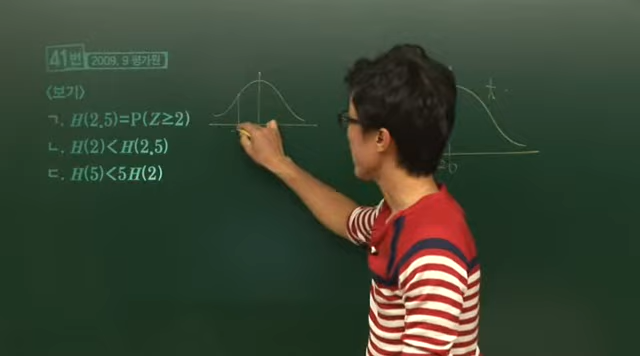 41번 2009. 9 평가원
〈보기〉
ㄱ. H(2.5)=P(Z≥2)
ㄴ. H(2)<H(2.5)
ㄷ. H(5)<5H(2)
0